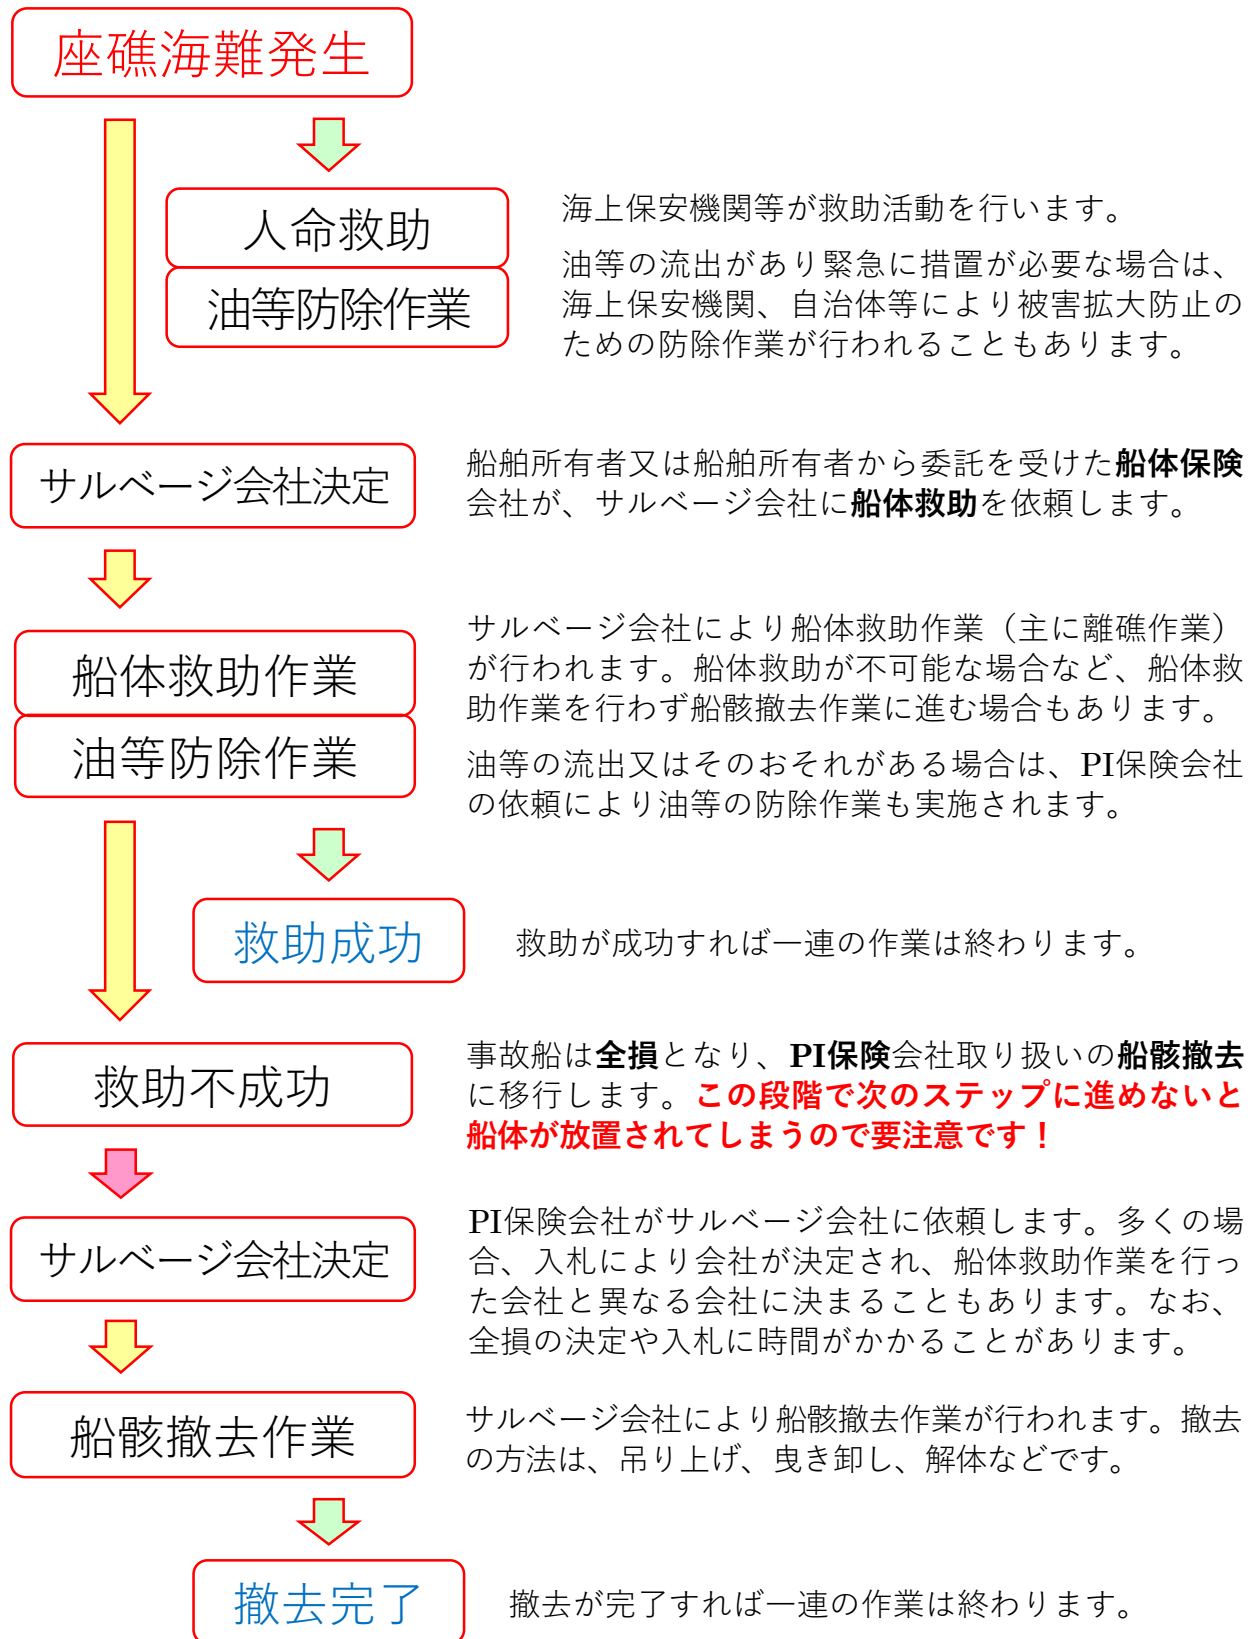 座礁海難発生
人命救助
海上保安機関等が救助活動を行います。
油等防除作業
油等の流出があり緊急に措置が必要な場合は、
海上保安機関、自治体等により被害拡大防止の
ための防除作業が行われることもあります。
サルベージ会社決定
船舶所有者又は船舶所有者から委託を受けた船体保険
会社が、サルベージ会社に船体救助を依頼します。
船体救助作業
サルベージ会社により船体救助作業（主に離礁作業）
が行われます。船体救助が不可能な場合など、船体救
助作業を行わず船骸撤去作業に進む場合もあります。
油等防除作業
油等の流出又はそのおそれがある場合は、PI保険会社
の依頼により油等の防除作業も実施されます。
救助成功
救助が成功すれば一連の作業は終わります。
救助不成功
事故船は全損となり、PI保険会社取り扱いの船骸撤去
に移行します。この段階で次のステップに進めないと
船体が放置されてしまうので要注意です！
サルベージ会社決定
PI保険会社がサルベージ会社に依頼します。多くの場
合、入札により会社が決定され、船体救助作業を行っ
た会社と異なる会社に決まることもあります。なお、
全損の決定や入札に時間がかかることがあります。
船骸撤去作業
サルベージ会社により船骸撤去作業が行われます。撤去
の方法は、吊り上げ、曳き卸し、解体などです。
撤去完了
撤去が完了すれば一連の作業は終わります。